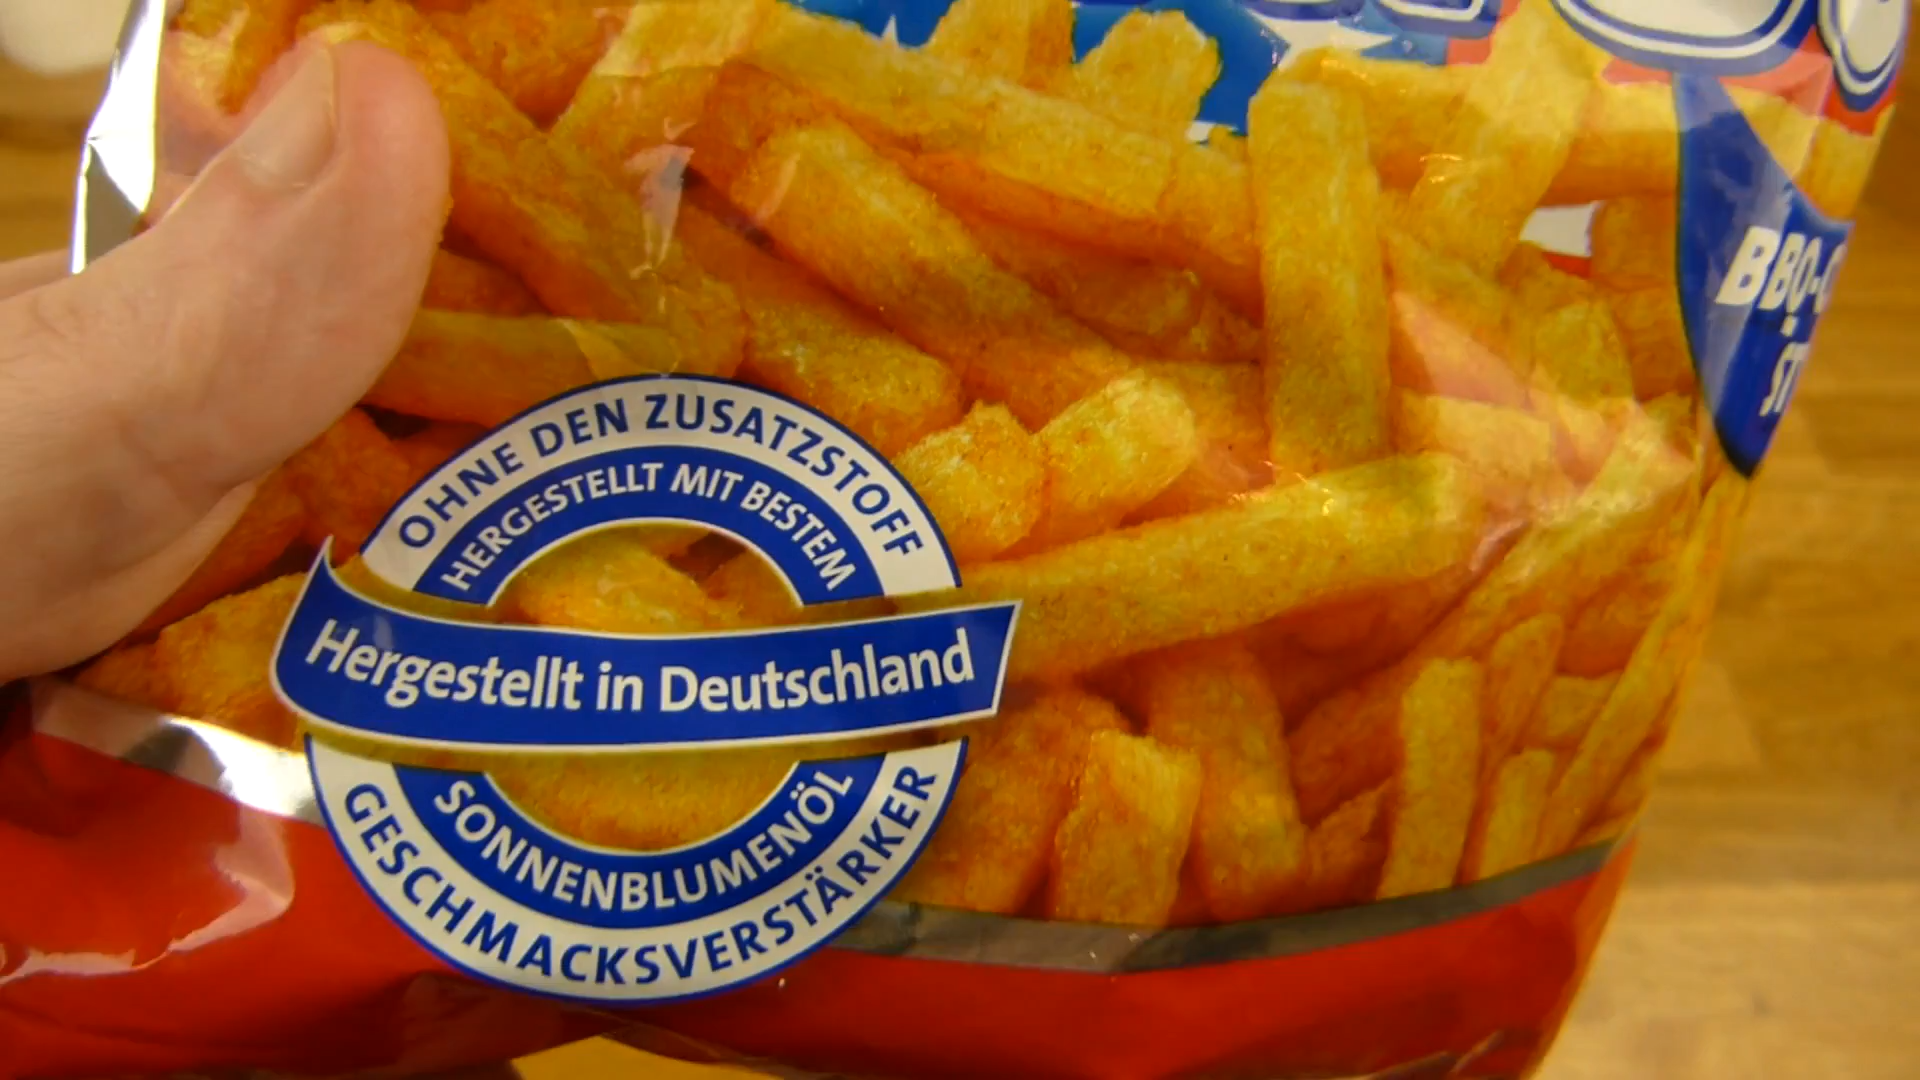 OHNE DEN ZUSATZSTOFF
HERGESTELLT MIT BESTEM
Hergestellt in Deutschland
SONNENBLUMENÖL
GESCHMACKSVERSTÄRKER